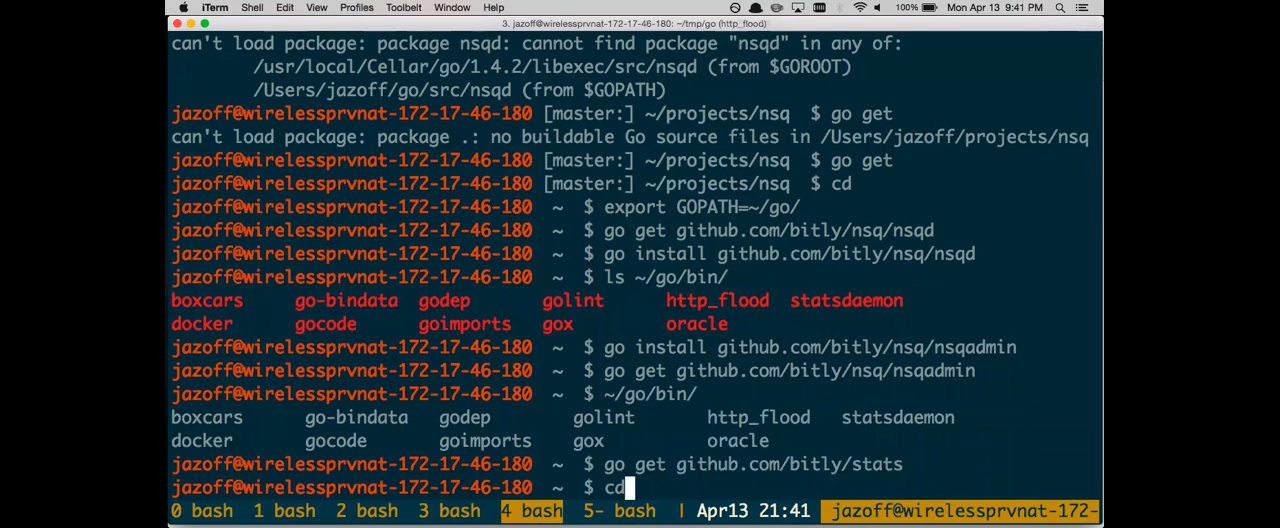 iTerm Shell Edit View Profiles Toolbelt Window Help 100% Mon Apr 13 9:41 PM
3. jazoff@wirelessprvnat-172-17-46-180: ~/tmp/go (http_flood)
can't load package: package nsqd: cannot find package "nsqd" in any of:
/usr/local/Cellar/go/1.4.2/libexec/src/nsqd (from $GOROOT)
/Users/jazoff/go/src/nsqd (from $GOPATH)
jazoff@wirelessprvnat-172-17-46-180 [master:] ~/projects/nsq $ go get
can't load package: package .: no buildable Go source files in /Users/jazoff/projects/nsq
jazoff@wirelessprvnat-172-17-46-180 [master:] ~/projects/nsq $ go get
jazoff@wirelessprvnat-172-17-46-180 [master:] ~/projects/nsq $ cd
jazoff@wirelessprvnat-172-17-46-180 ~ $ export GOPATH=~/go/
jazoff@wirelessprvnat-172-17-46-180 ~ $ go get github.com/bitly/nsq/nsqd
jazoff@wirelessprvnat-172-17-46-180 ~ $ go install github.com/bitly/nsq/nsqd
jazoff@wirelessprvnat-172-17-46-180 ~ $ ls ~/go/bin/
boxcars go-bindata godep golint http_flood statsdaemon
docker gocode goimports gox oracle
jazoff@wirelessprvnat-172-17-46-180 ~ $ go install github.com/bitly/nsq/nsqadmin
jazoff@wirelessprvnat-172-17-46-180 ~ $ go get github.com/bitly/nsq/nsqadmin
jazoff@wirelessprvnat-172-17-46-180 ~ $ ~/go/bin/
boxcars go-bindata godep golint http_flood statsdaemon
docker gocode goimports gox oracle
jazoff@wirelessprvnat-172-17-46-180 ~ $ go get github.com/bitly/stats
jazoff@wirelessprvnat-172-17-46-180 ~ $ cd
0 bash 1 bash 2 bash 3 bash 4 bash 5- bash | Apr13 21:41 jazoff@wirelessprvnat-172-